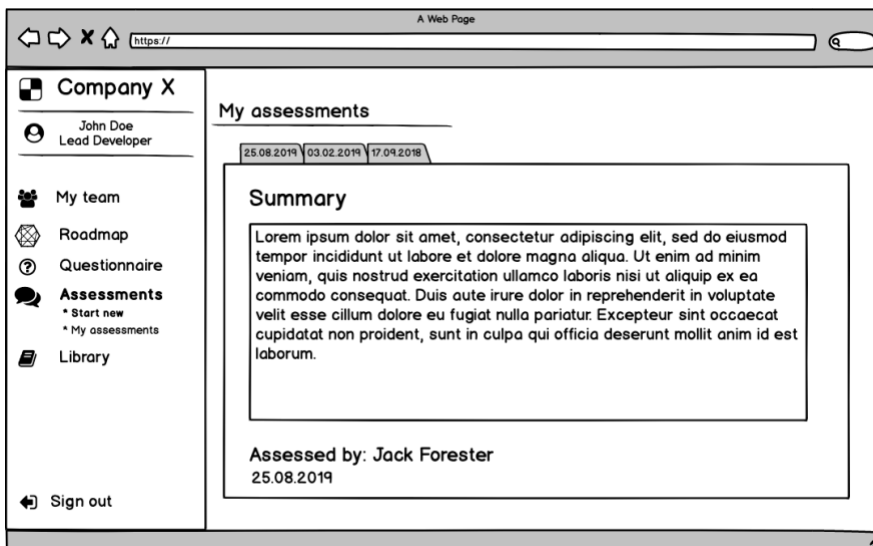 A Web Page
https://
Company X
John Doe
Lead Developer
My team
Roadmap
Questionnaire
Assessments
* Start new
* My assessments
Library
Sign out
My assessments
25.08.2019 03.02.2019 17.09.2018
Summary
Lorem ipsum dolor sit amet, consectetur adipiscing elit, sed do eiusmod
tempor incididunt ut labore et dolore magna aliqua. Ut enim ad minim
veniam, quis nostrud exercitation ullamco laboris nisi ut aliquip ex ea
commodo consequat. Duis aute irure dolor in reprehenderit in voluptate
velit esse cillum dolore eu fugiat nulla pariatur. Excepteur sint occaecat
cupidatat non proident, sunt in culpa qui officia deserunt mollit anim id est
laborum.
Assessed by: Jack Forester
25.08.2019